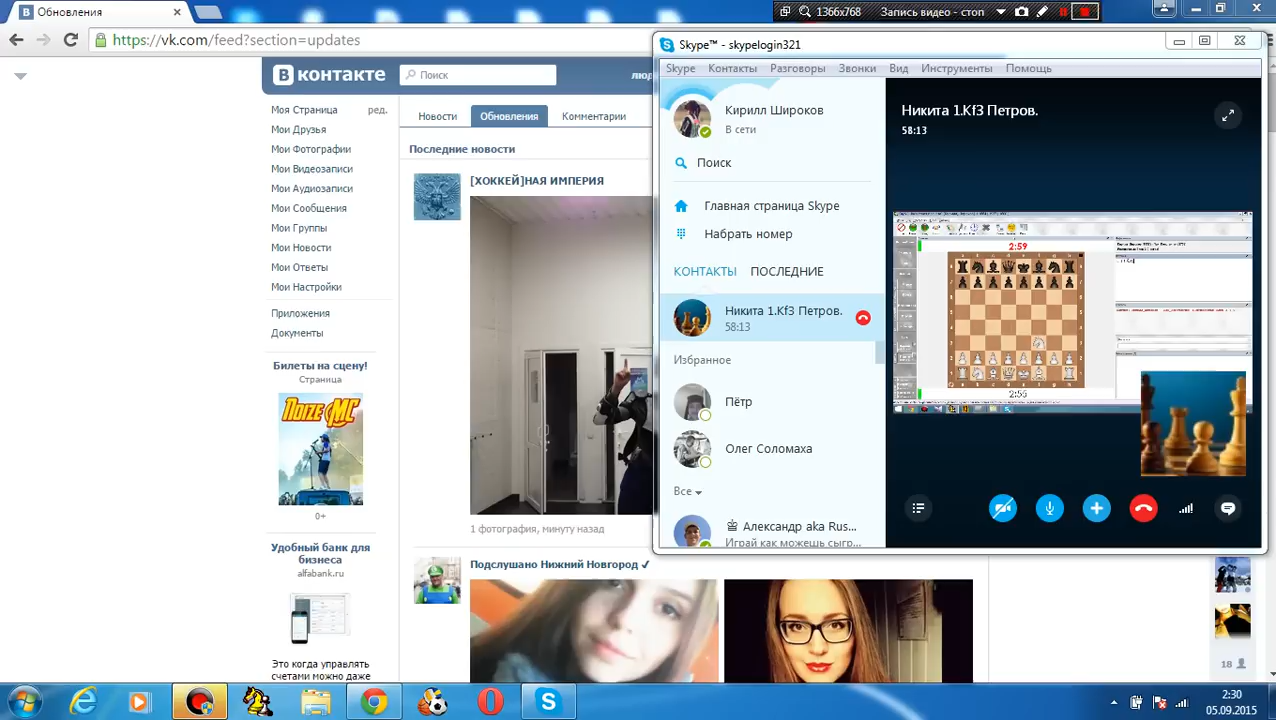 Обновления
1366x768
Запись видео - стоп
https://vk.com/feed?section=updates
В контакте
Поиск
люд
Моя Страница
ред.
Мои Друзья
Мои Фотографии
Мои Видеозаписи
Мои Аудиозаписи
Мои Сообщения
Мои Группы
Мои Новости
Мои Ответы
Мои Настройки
Приложения
Документы
Билеты на сцену!
Страница
NOIZE MC
0+
Удобный банк для
бизнеса
alfabank.ru
Это когда управлять
счетами можно даже
Новости
Обновления
Комментарии
Последние новости
[ХОККЕЙ]НАЯ ИМПЕРИЯ
1 фотография, минуту назад
Подслушано Нижний Новгород
Skype™ - skypelogin321
Skype
Контакты
Разговоры
Звонки
Вид
Инструменты
Помощь
Кирилл Широков
В сети
Поиск
Главная страница Skype
Набрать номер
КОНТАКТЫ
ПОСЛЕДНИЕ
Никита 1.Kf3 Петров.
58:13
Избранное
Пётр
Олег Соломаха
Все
Александр aka Rus...
Играй как можешь сыгр...
Никита 1.Kf3 Петров.
58:13
2:59
2:56
18
2:30
05.09.2015